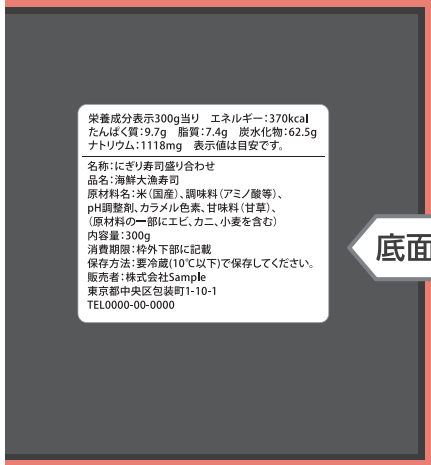 栄養成分表示300g当り　エネルギー:370kcal
たんぱく質:9.7g　脂質:7.4g　炭水化物:62.5g
ナトリウム:1118mg　表示値は目安です。
名称:にぎり寿司盛り合わせ
品名:海鮮大漁寿司
原材料名:米(国産)、調味料(アミノ酸等)、
pH調整剤、カラメル色素、甘味料(甘草)、
(原材料の一部にエビ、カニ、小麦を含む)
内容量:300g
消費期限:枠外下部に記載
保存方法:要冷蔵(10℃以下)で保存してください。
販売者:株式会社Sample
東京都中央区包装町1-10-1
TEL0000-00-0000
底面